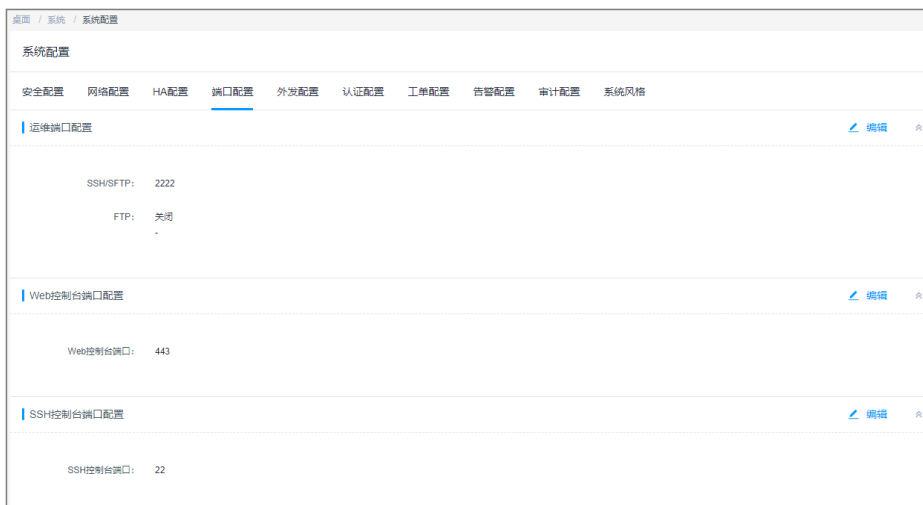 桌面 / 系统 / 系统配置
系统配置
安全配置 网络配置 HA配置 端口配置 外发配置 认证配置 工单配置 告警配置 审计配置 系统风格
运维端口配置 编辑
SSH/SFTP: 2222
FTP: 关闭
-
Web控制台端口配置 编辑
Web控制台端口: 443
SSH控制台端口配置 编辑
SSH控制台端口: 22